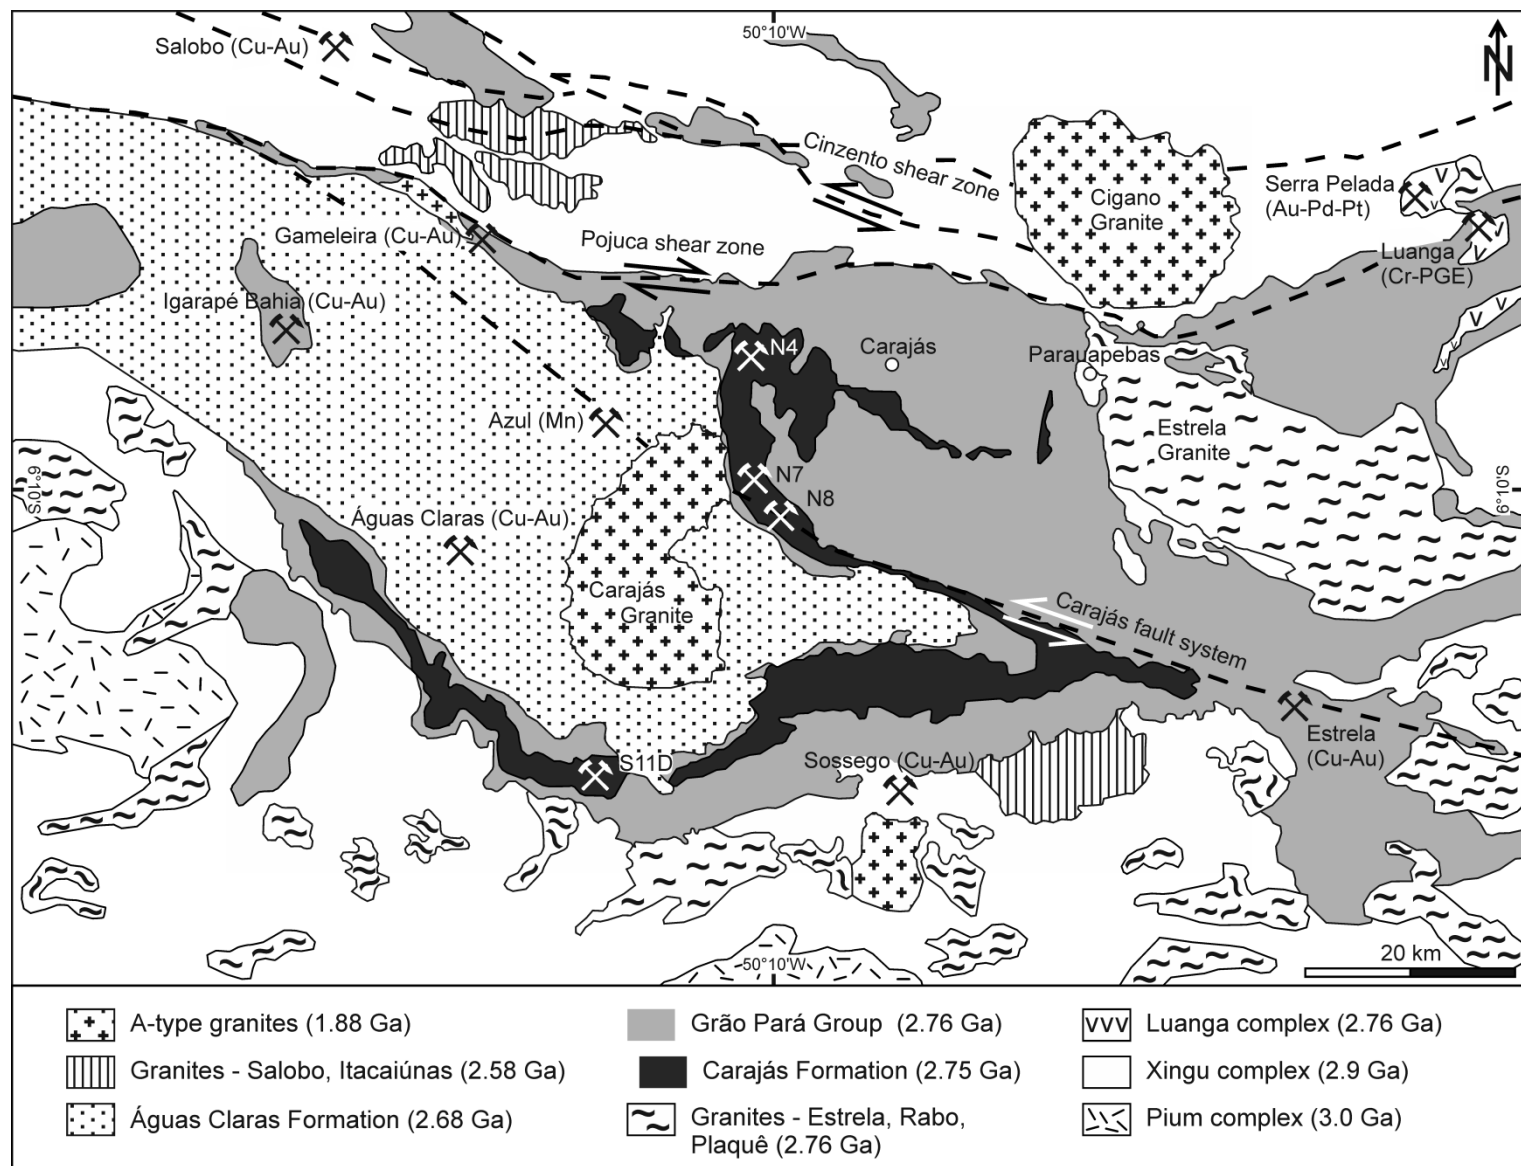 50°10'W
Salobo (Cu-Au)
N
Cinzento shear zone
Cigano
Granite
Serra Pelada
(Au-Pd-Pt)
Gameleira (Cu-Au)
Pojuca shear zone
Luanga
(Cr-PGE)
Igarapé Bahia (Cu-Au)
N4
Carajás
Parauapebas
Azul (Mn)
Estrela
Granite
6°10'S
N7
6°10'S
N8
Águas Claras (Cu-Au)
Carajás
Granite
Carajás fault system
Estrela
(Cu-Au)
S11D
Sossego (Cu-Au)
20 km
50°10'W
A-type granites (1.88 Ga)
Granites - Salobo, Itacaiúnas (2.58 Ga)
Águas Claras Formation (2.68 Ga)
Grão Pará Group (2.76 Ga)
Carajás Formation (2.75 Ga)
Granites - Estrela, Rabo,
Plaquê (2.76 Ga)
Luanga complex (2.76 Ga)
Xingu complex (2.9 Ga)
Pium complex (3.0 Ga)